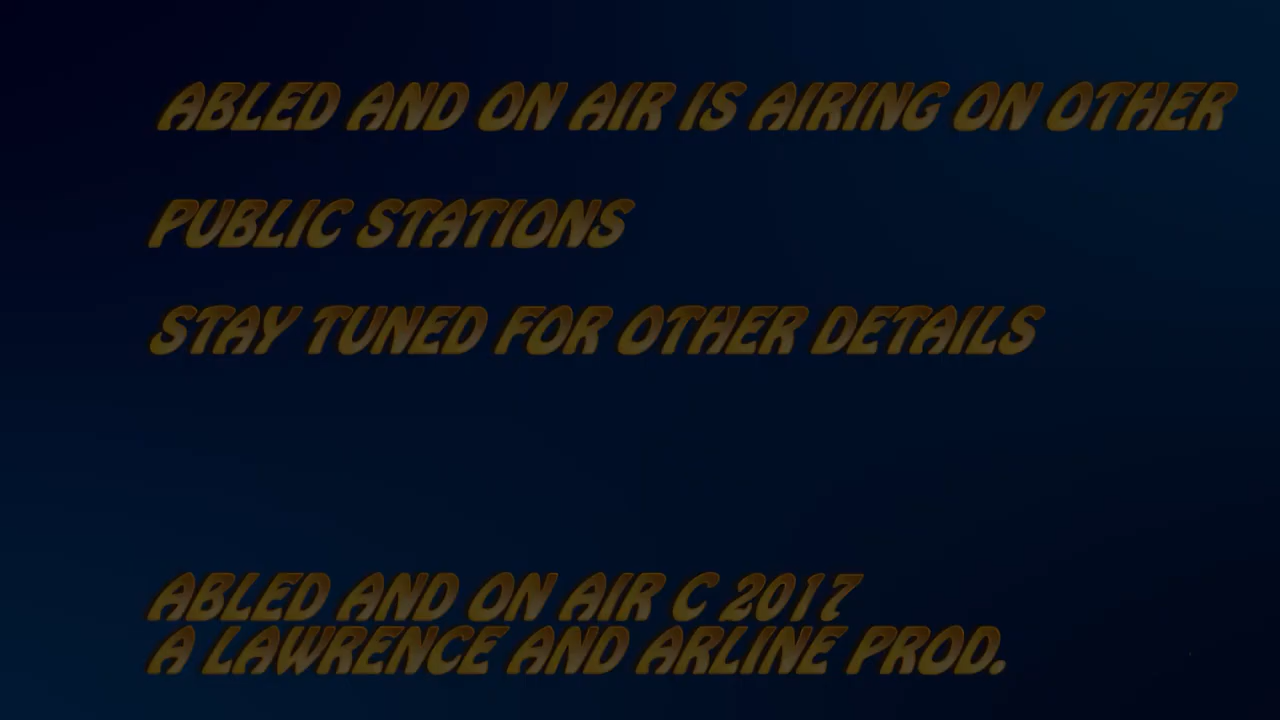 ABLED AND ON AIR IS AIRING ON OTHER
PUBLIC STATIONS
STAY TUNED FOR OTHER DETAILS
ABLED AND ON AIR C 2017
A LAWRENCE AND ARLINE PROD.